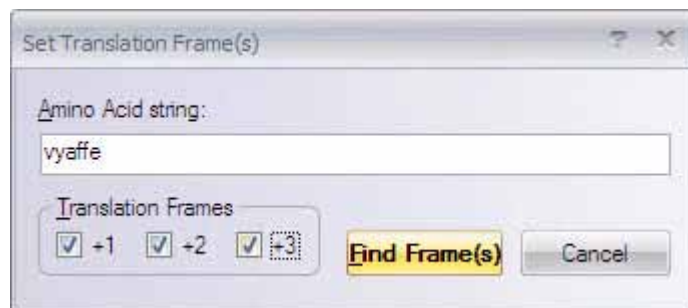 Set Translation Frame(s)
Amino Acid string:
vyaffe
Translation Frames
+1 +2 +3
Find Frame(s) Cancel